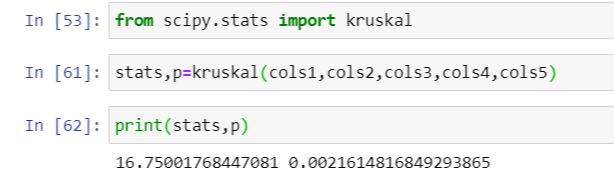 In [53]: from scipy.stats import kruskal
In [61]: stats,p=kruskal(cols1,cols2,cols3,cols4,cols5)
In [62]: print(stats,p)
16.75001768447081 0.0021614816849293865